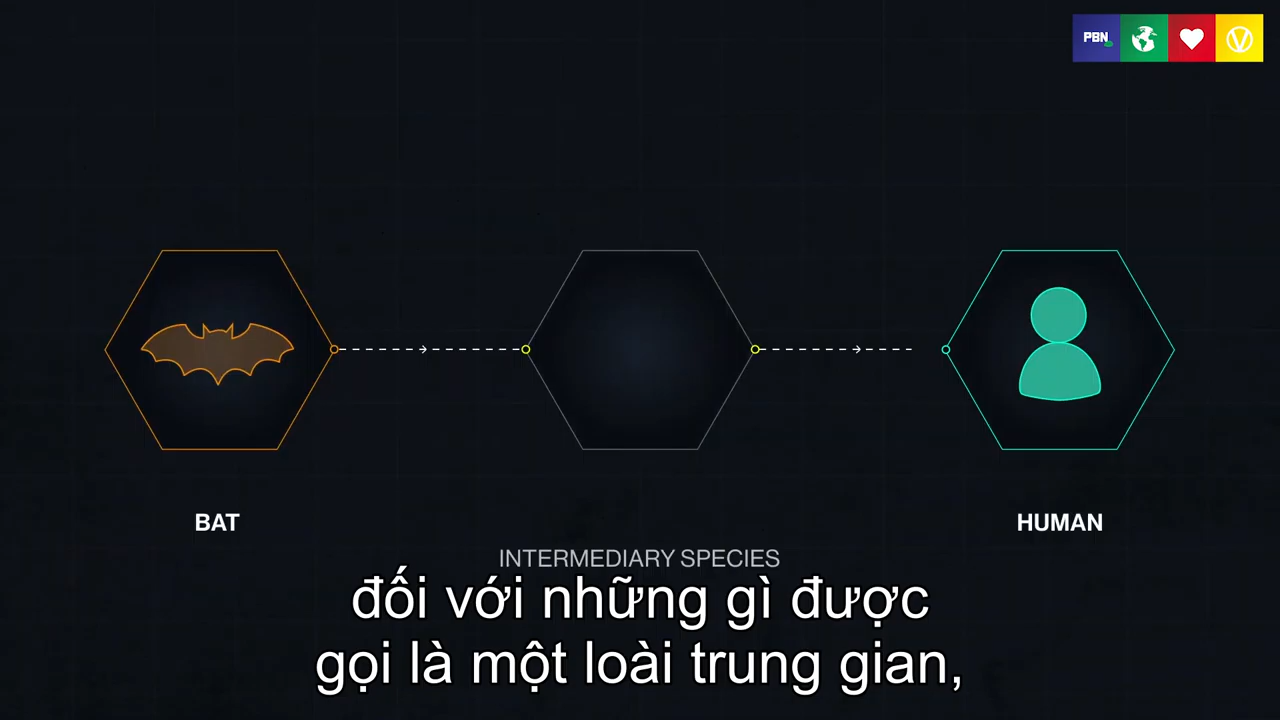 PBN
BAT
HUMAN
INTERMEDIARY SPECIES
đối với những gì được
gọi là một loài trung gian,